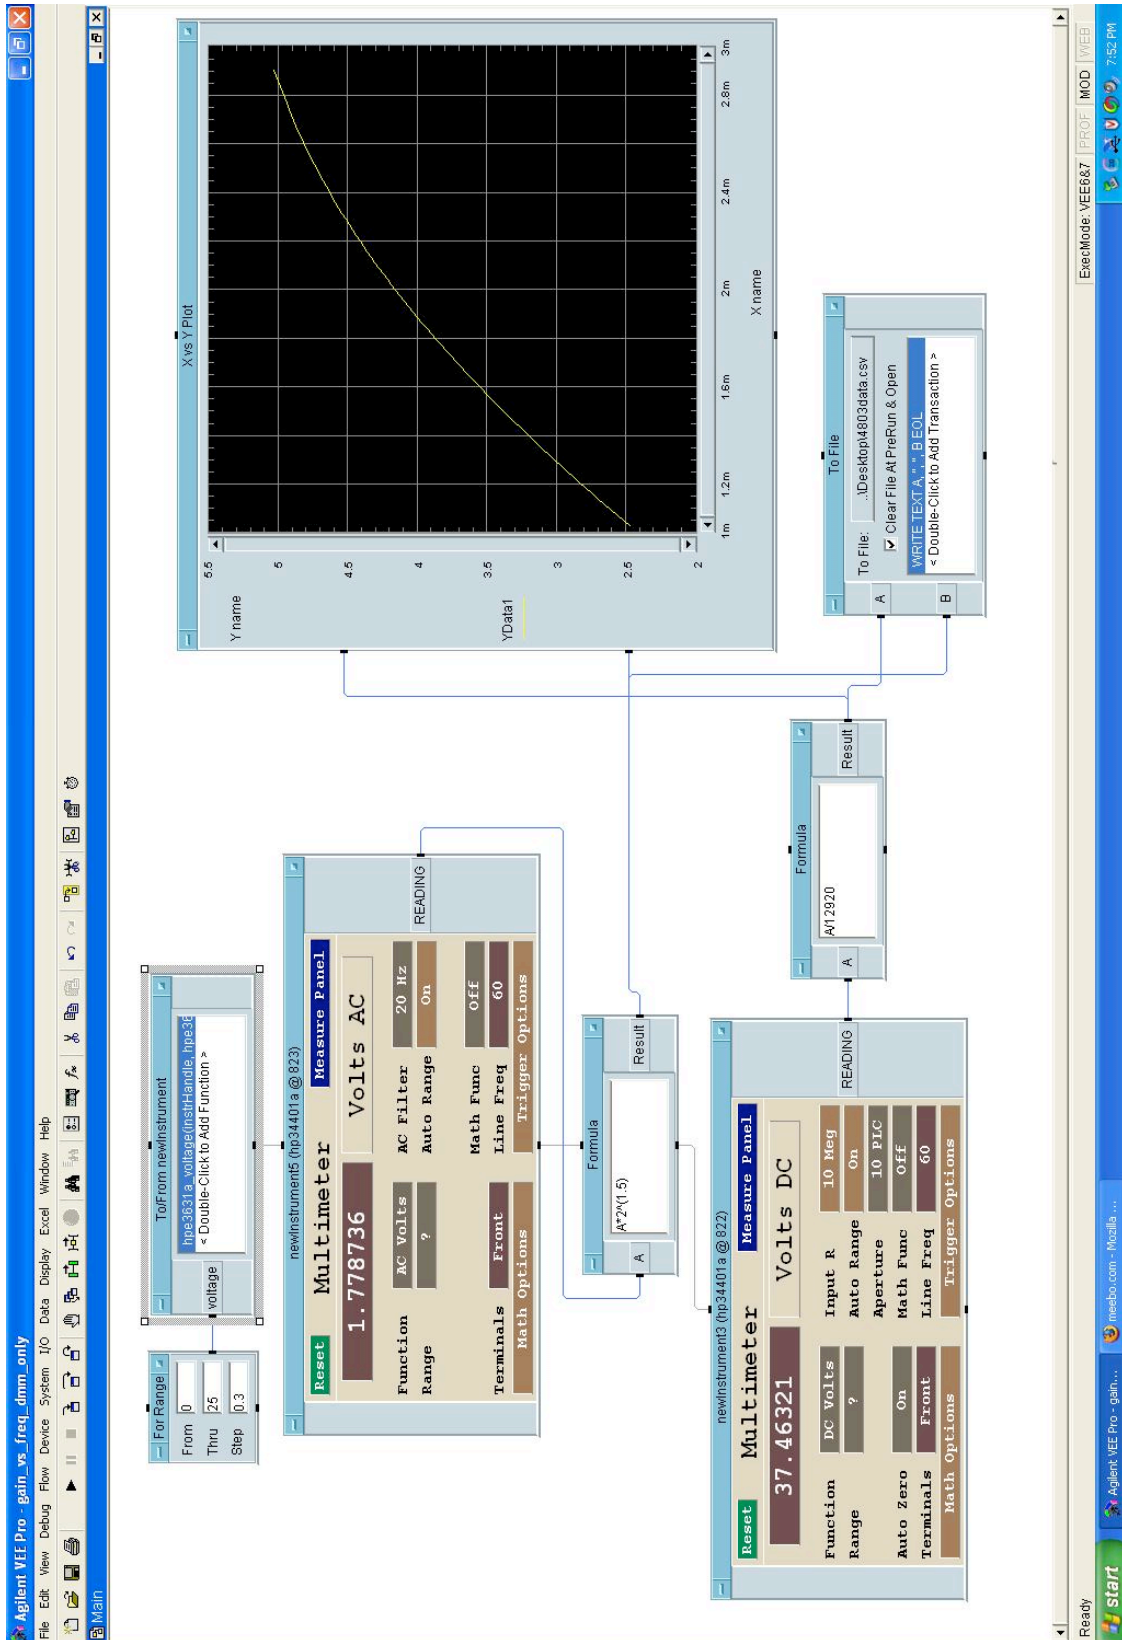 Agilent VEE Pro - gain_vs_freq_dmm_only
File Edit View Debug Flow Device System I/O Data Display Excel Window Help
Main
For Range
From 0
Thru 25
Step 0.3
To/From newInstrument
voltage
hpe3631a_voltage(instrHandle, hpe36
< Double-Click to Add Function >
newInstrument5 (hp34401a @ 823)
Reset Multimeter Measure Panel
1.778736 Volts AC
Function AC Volts AC Filter 20 Hz
Range ? Auto Range On
Math Func Off
Terminals Front Line Freq 60
Math Options Trigger Options
READING
Formula
A
A*2^(1.5)
Result
newInstrument3 (hp34401a @ 822)
Reset Multimeter Measure Panel
37.46321 Volts DC
Function DC Volts Input R 10 Meg
Range ? Auto Range On
Aperture 10 PLC
Auto Zero On Math Func Off
Terminals Front Line Freq 60
Math Options Trigger Options
READING
Formula
A
A/12920
Result
X vs Y Plot
Y name
YData1
5.5
5
4.5
4
3.5
3
2.5
2
1m 1.2m 1.6m 2m 2.4m 2.8m 3m
X name
To File
To File: ..\Desktop\4803data.csv
Clear File At PreRun & Open
A
B
WRITE TEXT A, ",", B EOL
< Double-Click to Add Transaction >
Ready
ExecMode: VEE6&7 PROF MOD WEB
start
Agilent VEE Pro - gain...
meebo.com - Mozilla ...
7:52 PM